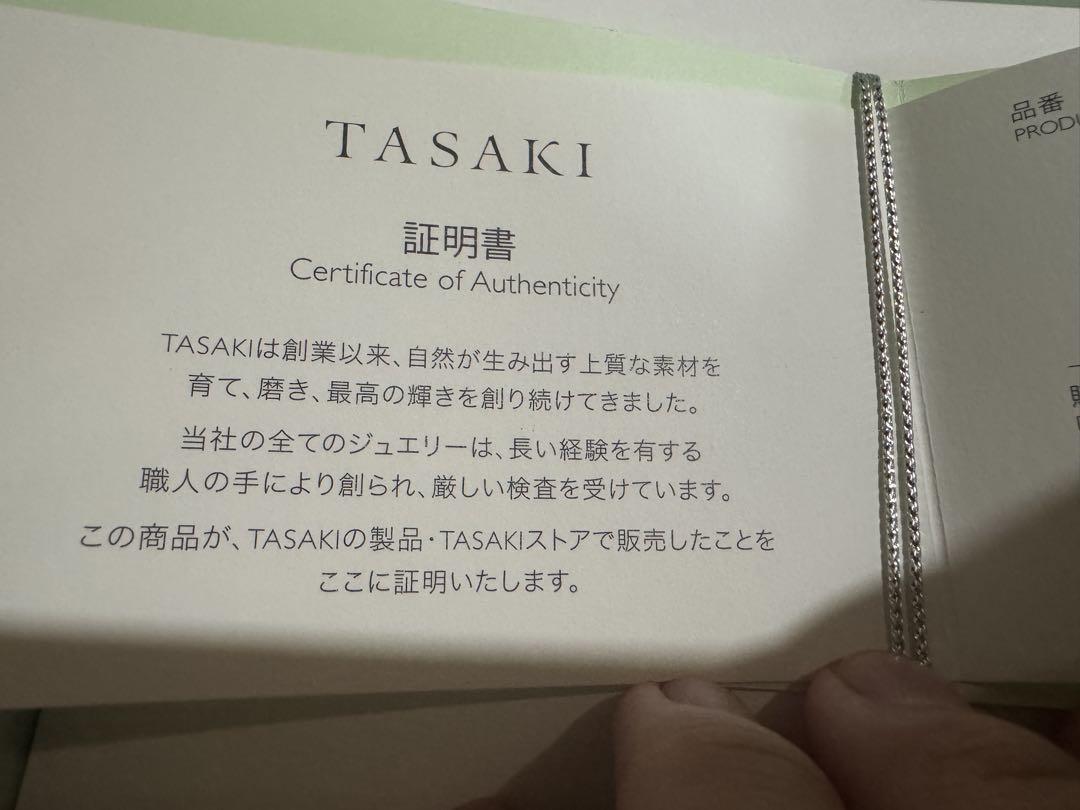 TASAKI
証明書
Certificate of Authenticity
TASAKIは創業以来、自然が生み出す上質な素材を
育て、磨き、最高の輝きを創り続けてきました。
当社の全てのジュエリーは、長い経験を有する
職人の手により創られ、厳しい検査を受けています。
この商品が、TASAKIの製品・TASAKIストアで販売したことを
ここに証明いたします。
品番